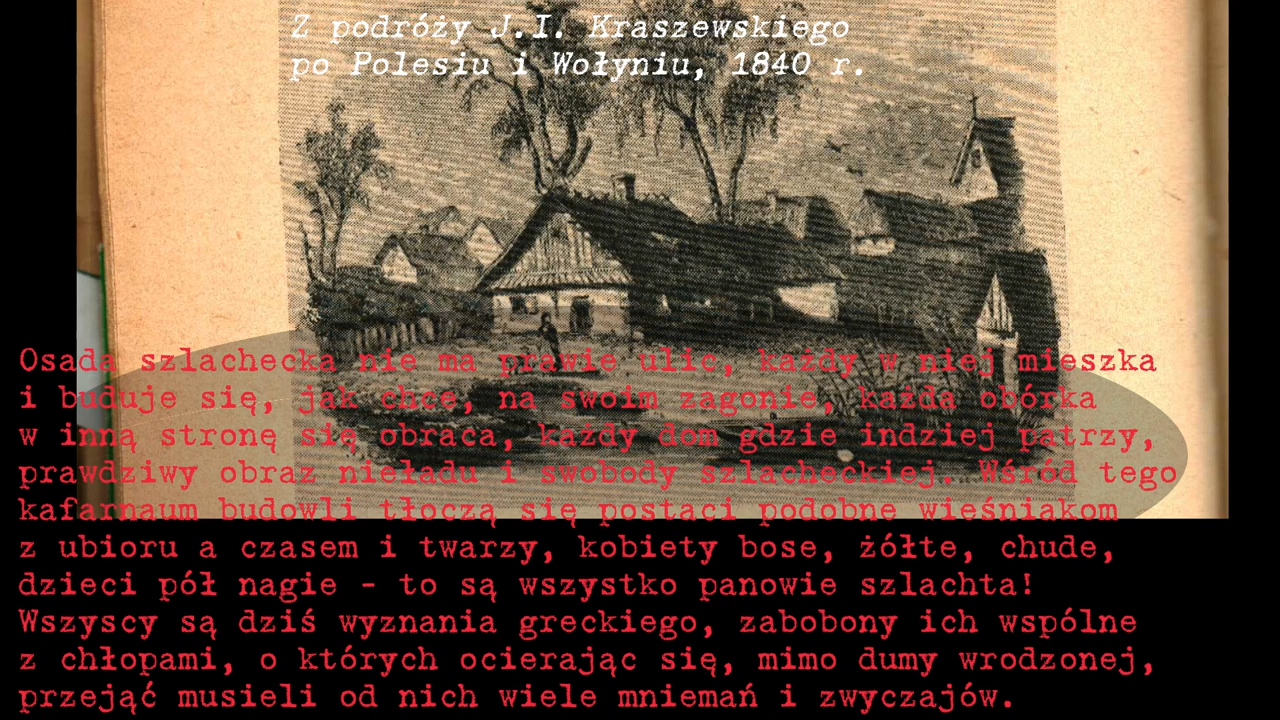 Z podróży J.I. Kraszewskiego
po Polesiu i Wołyniu, 1840 r.
Osada szlachecka nie ma prawie ulic, każdy w niej mieszka
i buduje się, jak chce, na swoim zagonie, każda obórka
w inną stronę się obraca, każdy dom gdzie indziej patrzy,
prawdziwy obraz nieładu i swobody szlacheckiej. Wśród tego
kafarnaum budowli tłoczą się postaci podobne wieśniakom
z ubioru a czasem i twarzy, kobiety bose, żółte, chude,
dzieci pół nagie - to są wszystko panowie szlachta!
Wszyscy są dziś wyznania greckiego, zabobony ich wspólne
z chłopami, o których ocierając się, mimo dumy wrodzonej,
przejąć musieli od nich wiele mniemań i zwyczajów.